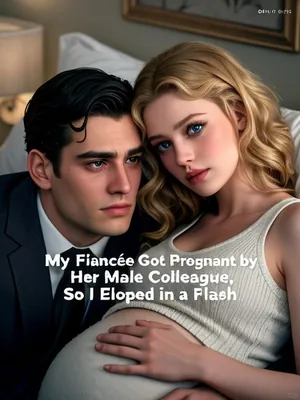 My Fiancée Got Pregnant by
Her Male Colleague,
So I Eloped in a Flash